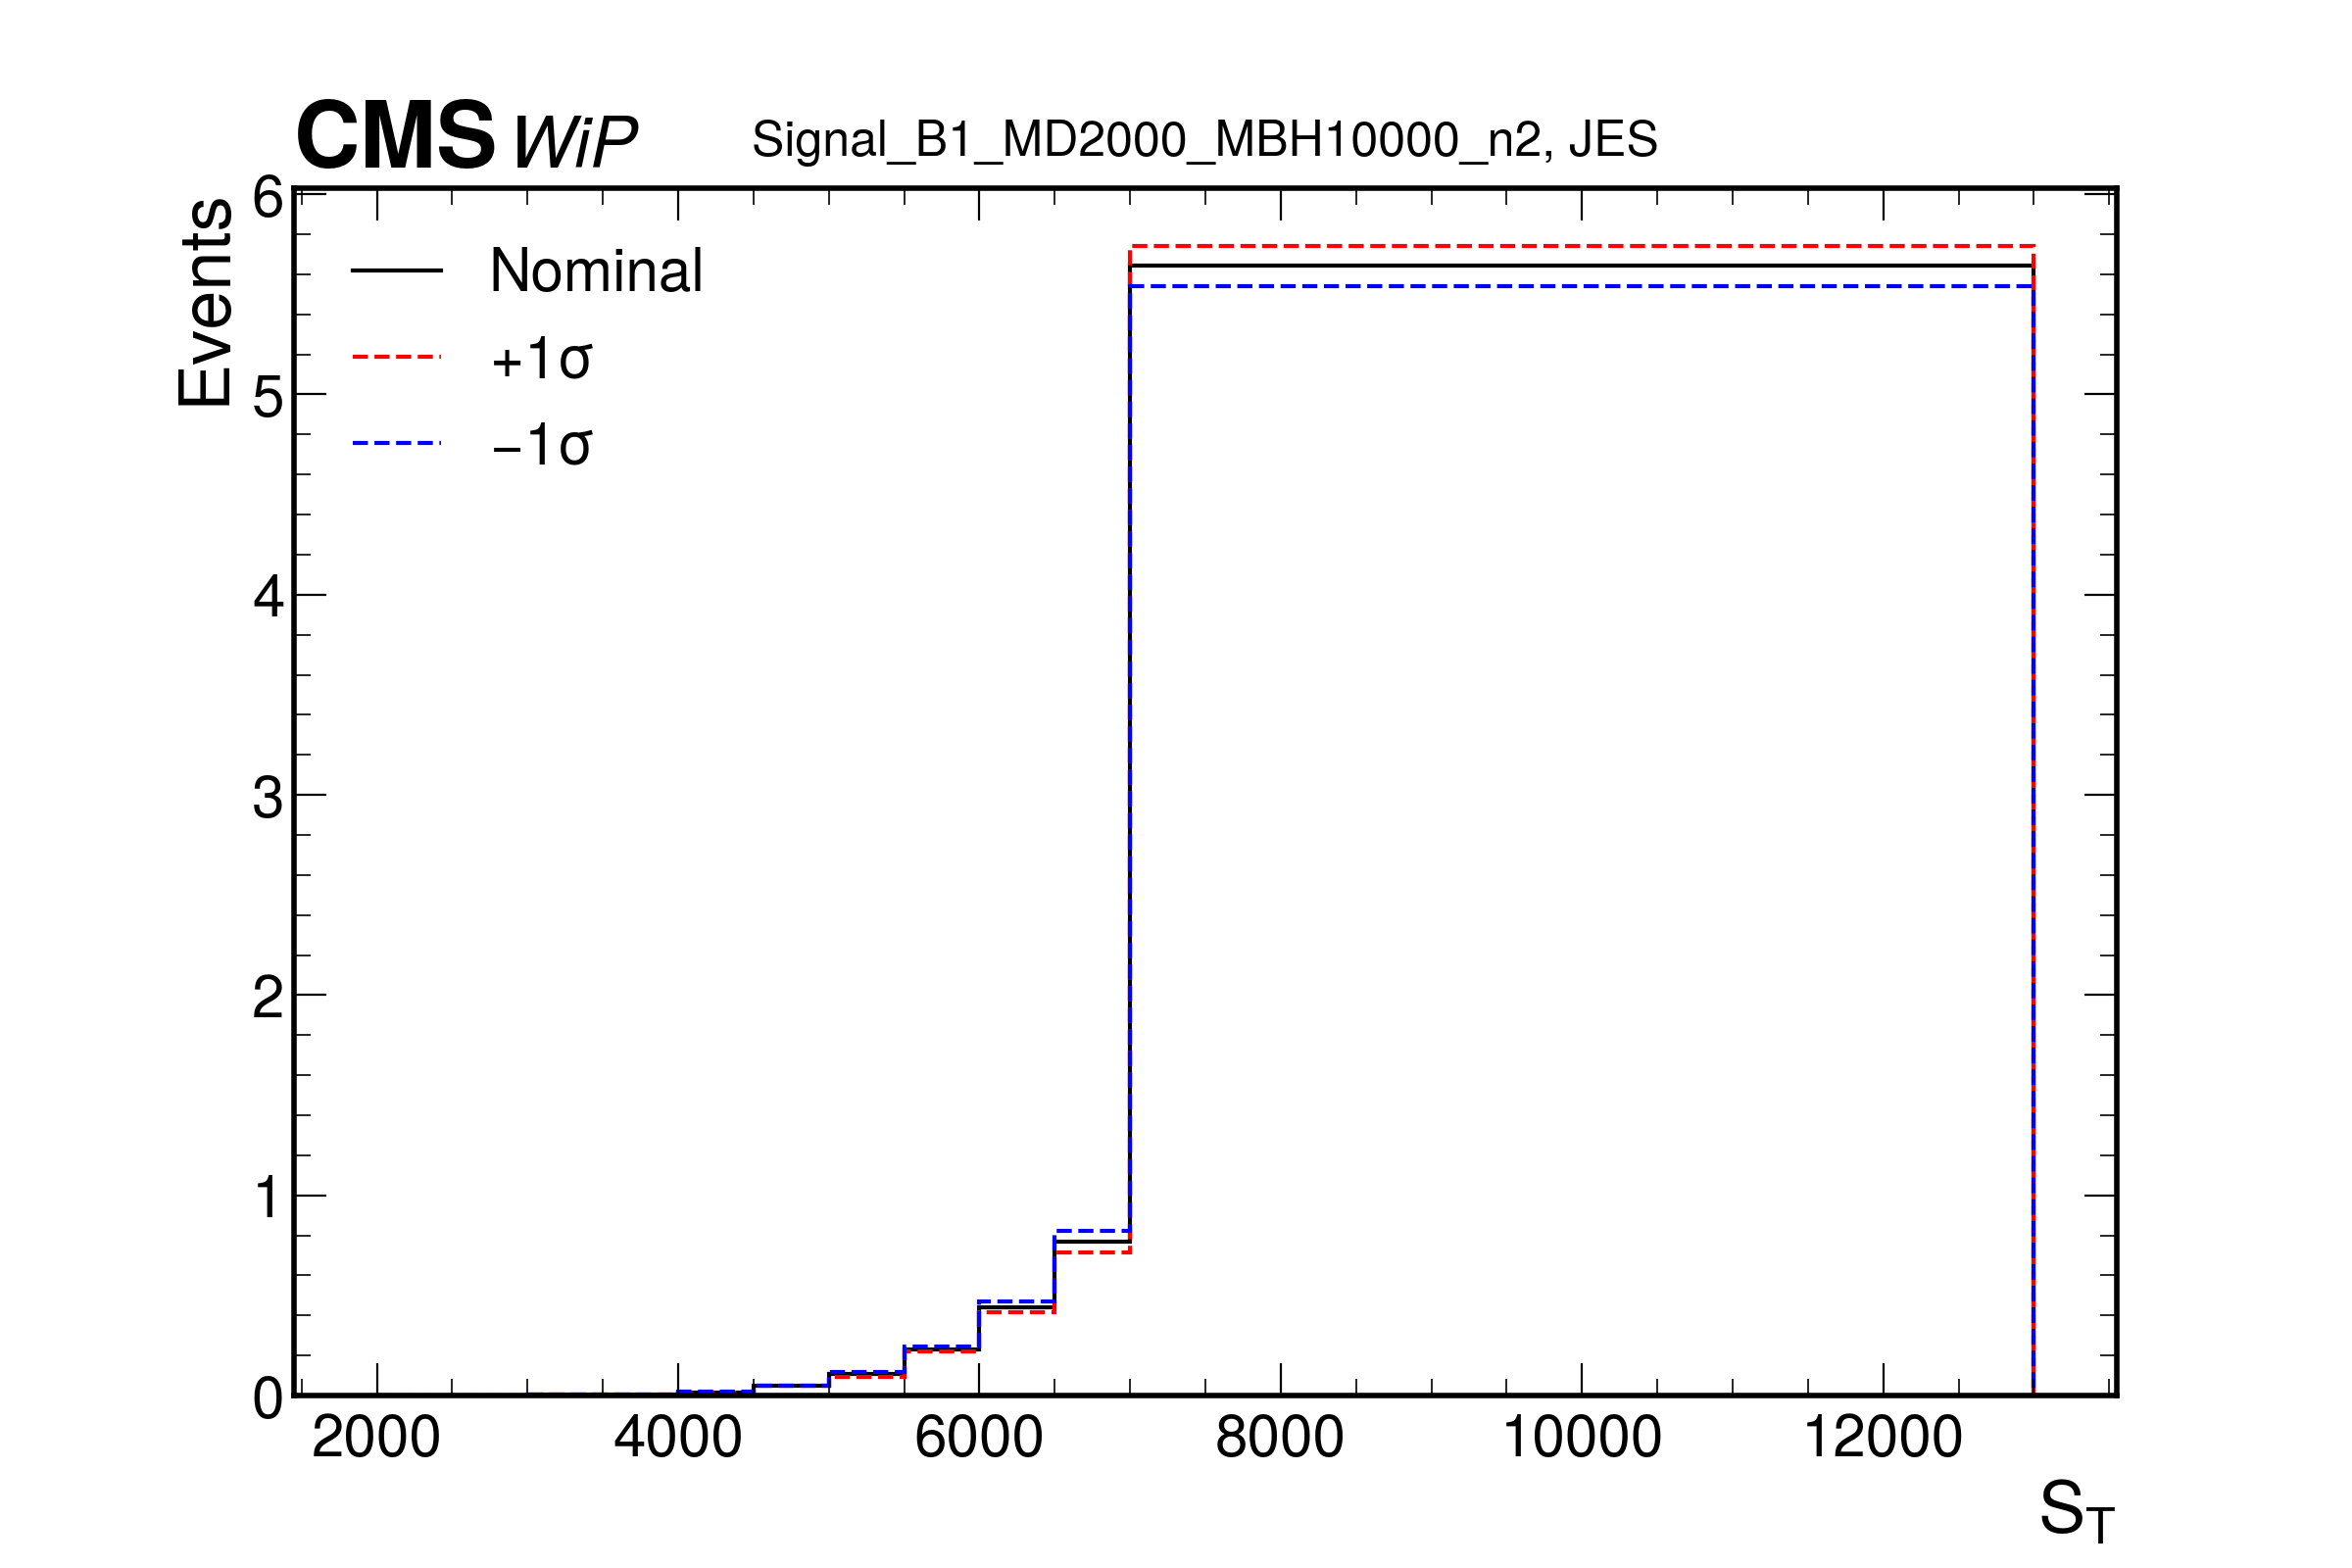 CMS WiP Signal_B1_MD2000_MBH10000_n2, JES
Events
6
5
4
3
2
1
0
Nominal
+1σ
−1σ
2000 4000 6000 8000 10000 12000
S_T